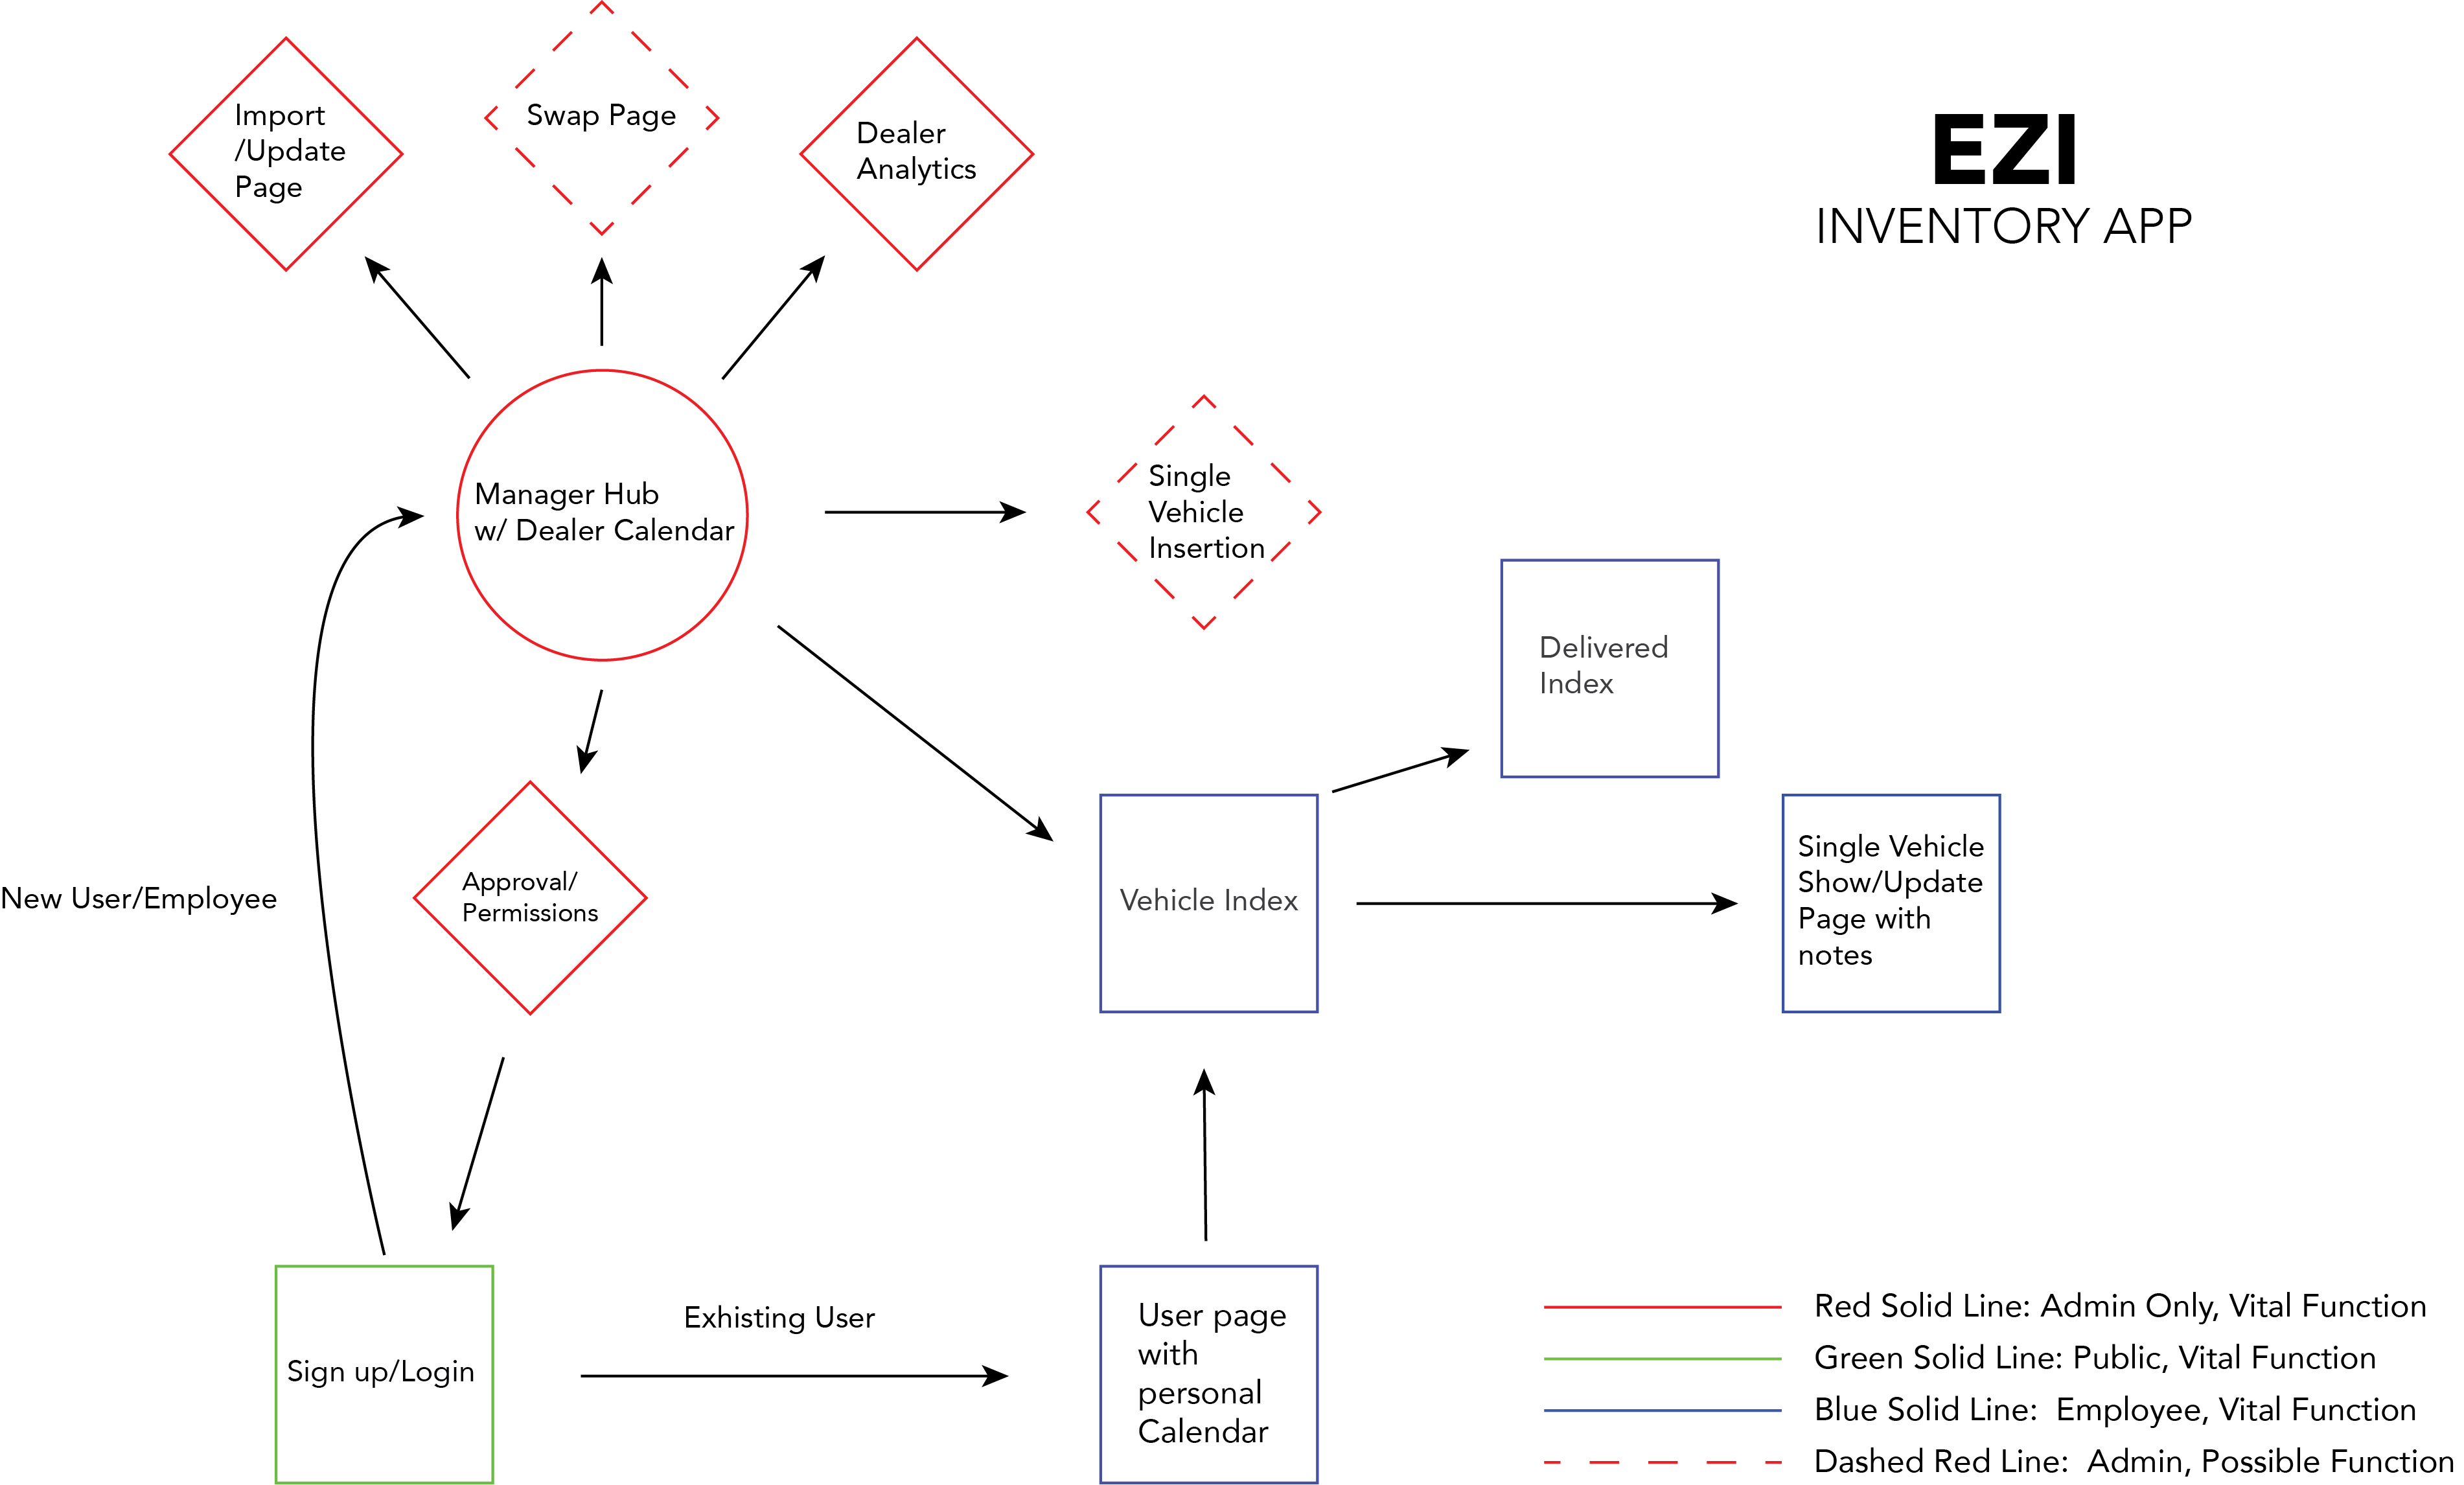 Import
/Update
Page
Swap Page
Dealer
Analytics
EZI
INVENTORY APP
Manager Hub
w/ Dealer Calendar
Single
Vehicle
Insertion
Delivered
Index
New User/Employee
Approval/
Permissions
Vehicle Index
Single Vehicle
Show/Update
Page with
notes
Sign up/Login
Exhisting User
User page
with
personal
Calendar
Red Solid Line: Admin Only, Vital Function
Green Solid Line: Public, Vital Function
Blue Solid Line:  Employee, Vital Function
Dashed Red Line:  Admin, Possible Function